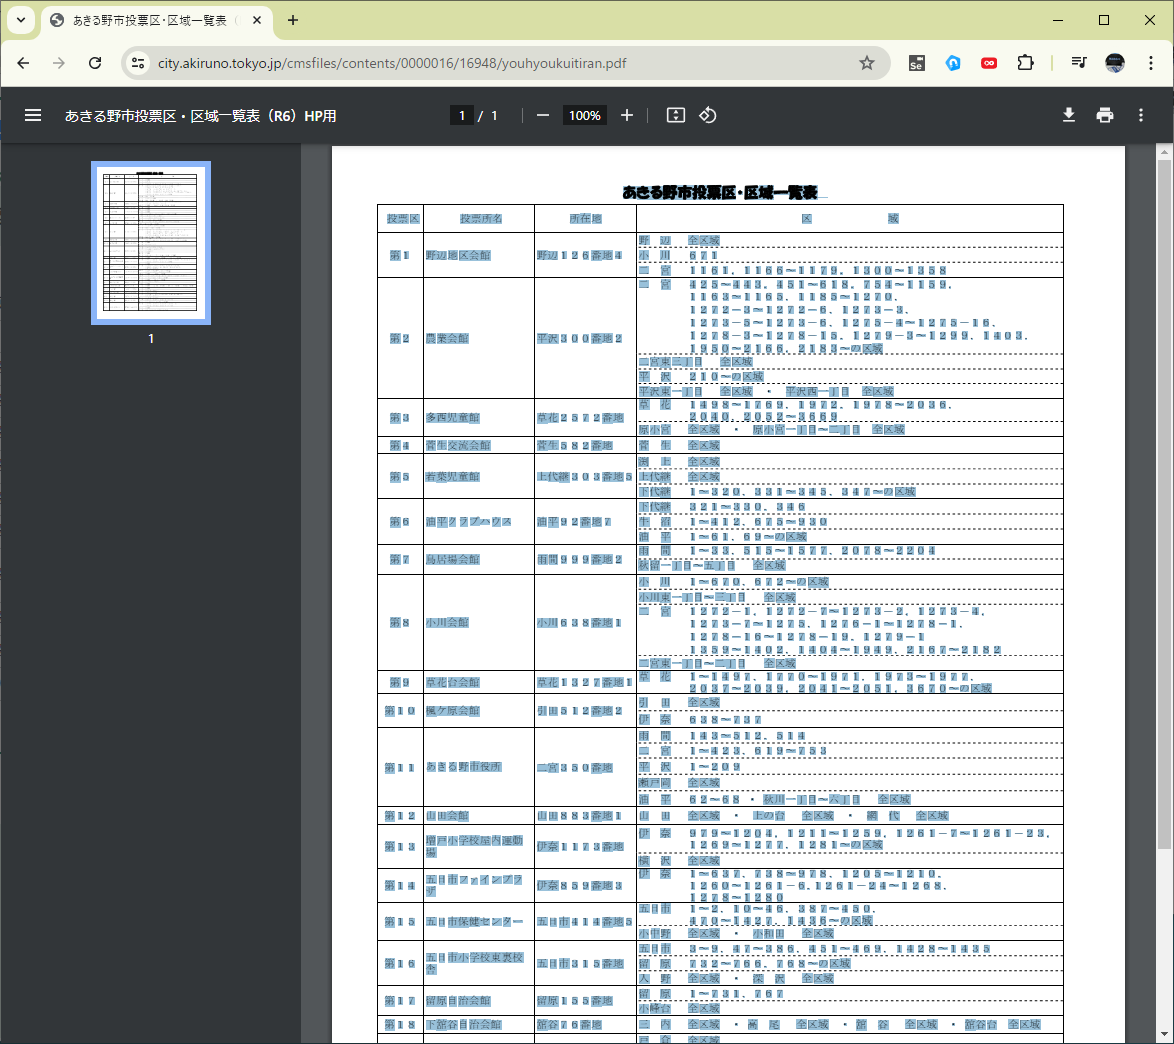 あきる野市投票区・区域一覧表（
city.akiruno.tokyo.jp/cmsfiles/contents/0000016/16948/youhyoukuitiran.pdf
あきる野市投票区・区域一覧表（R6）HP用
1 / 1
100%
1
あきる野市投票区・区域一覧表
投票区 投票所名 所在地 区 域
第１ 野辺地区会館 野辺１２６番地４
野 辺 全区域
小 川 ６７１
二 宮 １１６１，１１６６～１１７９，１３００～１３５８
第２ 農業会館 平沢３００番地２
二 宮 ４２５～４４３，４５１～６１８，７５４～１１５９，
１１６３～１１６５，１１８５～１２７０，
１２７２－３～１２７２－６，１２７３－３，
１２７３－５～１２７３－６，１２７５－４～１２７５－１６，
１２７８－３～１２７８－１５，１２７９－３～１２９９，１４０３，
１９５０～２１６６，２１８３～の区域
二宮東三丁目 全区域
平 沢 ２１０～の区域
平沢東一丁目 全区域 ・ 平沢西一丁目 全区域
第３ 多西児童館 草花２５７２番地
草 花 １４９８～１７６９，１９７２，１９７８～２０３６，
２０４０，２０５２～３６６９
原小宮 全区域 ・ 原小宮一丁目～二丁目 全区域
第４ 菅生交流会館 菅生５８２番地 菅 生 全区域
第５ 若葉児童館 上代継３０３番地５
渕 上 全区域
上代継 全区域
下代継 １～３２０，３３１～３４５，３４７～の区域
第６ 油平クラブハウス 油平９２番地７
下代継 ３２１～３３０，３４６
牛 沼 １～４１２，６７５～９３０
油 平 １～６１，６９～の区域
第７ 鳥居場会館 雨間９９９番地２
雨 間 １～３３，５１５～１５７７，２０７８～２２０４
秋留一丁目～五丁目 全区域
第８ 小川会館 小川６３８番地１
小 川 １～６７０，６７２～の区域
小川東一丁目～三丁目 全区域
二 宮 １２７２－１，１２７２－７～１２７３－２，１２７３－４，
１２７３－７～１２７５，１２７６－１～１２７８－１，
１２７８－１６～１２７８－１９，１２７９－１
１３５９～１４０２，１４０４～１９４９，２１６７～２１８２
二宮東一丁目～二丁目 全区域
第９ 草花台会館 草花１３２７番地１
草 花 １～１４９７，１７７０～１９７１，１９７３～１９７７，
２０３７～２０３９，２０４１～２０５１，３６７０～の区域
第１０ 楓ケ原会館 引田５１２番地２
引 田 全区域
伊 奈 ６３８～７３７
第１１ あきる野市役所 二宮３５０番地
雨 間 １４３～５１２，５１４
二 宮 １～４２３，６１９～７５３
平 沢 １～２０９
瀬戸岡 全区域
油 平 ６２～６８ ・ 秋川一丁目～六丁目 全区域
第１２ 山田会館 山田８８３番地１ 山 田 全区域 ・ 上の台 全区域 ・ 網 代 全区域
第１３ 増戸小学校屋内運動場 伊奈１１７３番地
伊 奈 ９７９～１２０４，１２１１～１２５９，１２６１－７～１２６１－２３，
１２６９～１２７７，１２８１～の区域
横 沢 全区域
第１４ 五日市ファインプラザ 伊奈８５９番地３
伊 奈 １～６３７，７３８～９７８，１２０５～１２１０，
１２６０～１２６１－６，１２６１－２４～１２６８，
１２７８～１２８０
第１５ 五日市保健センター 五日市４１４番地５
五日市 １～２，１０～４６，３８７～４５０，
４７０～１４２７，１４３６～の区域
小中野 全区域 ・ 小和田 全区域
第１６ 五日市小学校東裏校舎 五日市３１５番地
五日市 ３～９，４７～３８６，４５１～４６９，１４２８～１４３５
留 原 ７３２～７６６，７６８～の区域
入 野 全区域 ・ 深 沢 全区域
第１７ 留原自治会館 留原１５５番地
留 原 １～７３１，７６７
小峰台 全区域
第１８ 下舘谷自治会館 舘谷７６番地 三 内 全区域 ・ 高 尾 全区域 ・ 舘 谷 全区域 ・ 舘谷台 全区域
戸 倉 全区域